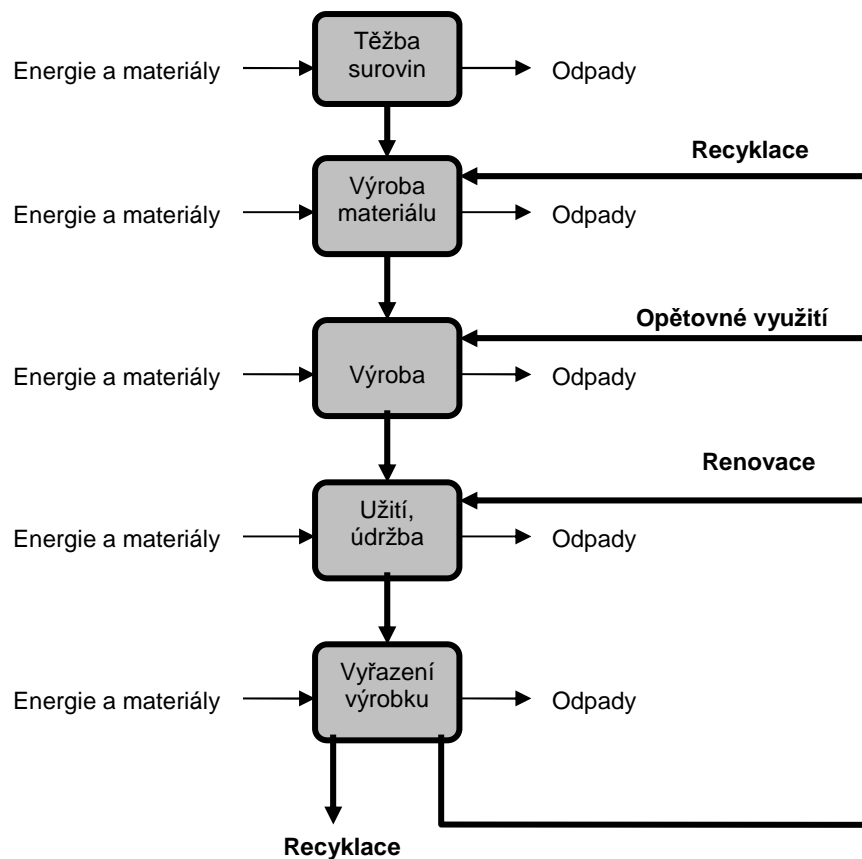 Těžba
surovin
Energie a materiály
Odpady
Recyklace
Výroba
materiálu
Energie a materiály
Odpady
Opětovné využití
Výroba
Energie a materiály
Odpady
Renovace
Užití,
údržba
Energie a materiály
Odpady
Vyřazení
výrobku
Energie a materiály
Odpady
Recyklace